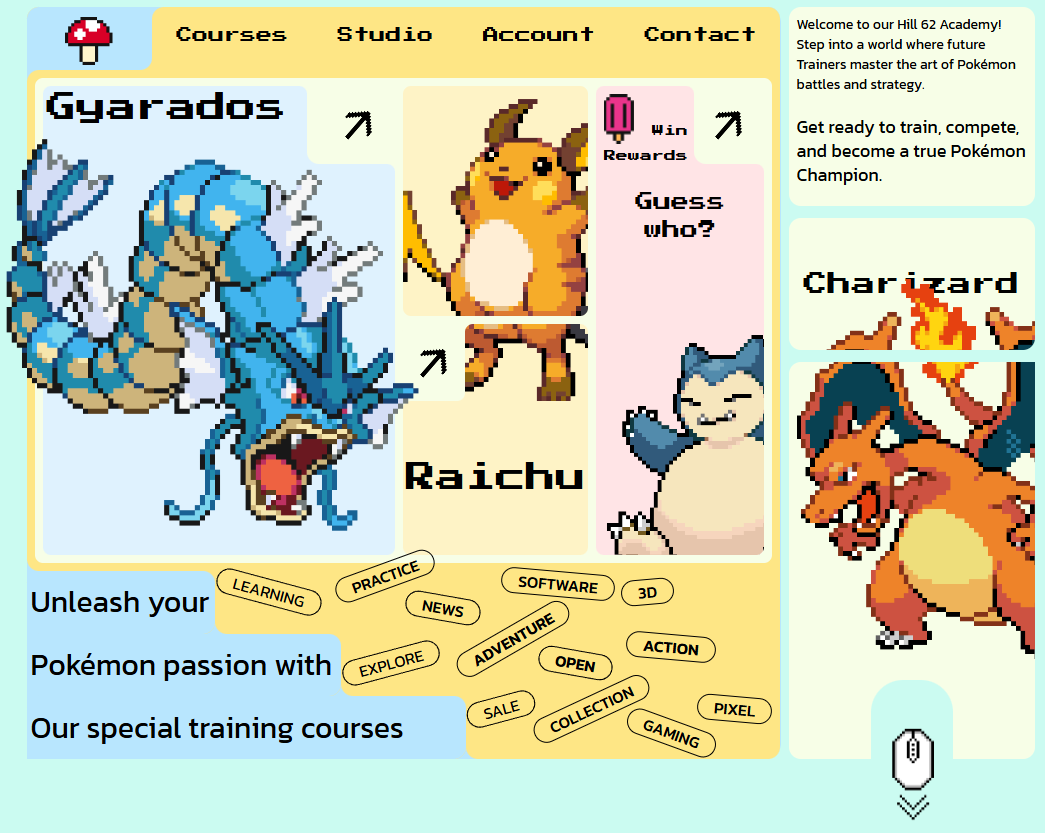 Courses Studio Account Contact
Gyarados
Raichu
Win
Rewards
Guess
who?
Welcome to our Hill 62 Academy!
Step into a world where future
Trainers master the art of Pokémon
battles and strategy.
Get ready to train, compete,
and become a true Pokémon
Champion.
Charizard
Unleash your
Pokémon passion with
Our special training courses
LEARNING
PRACTICE
NEWS
SOFTWARE
3D
EXPLORE
ADVENTURE
OPEN
ACTION
SALE
COLLECTION
GAMING
PIXEL